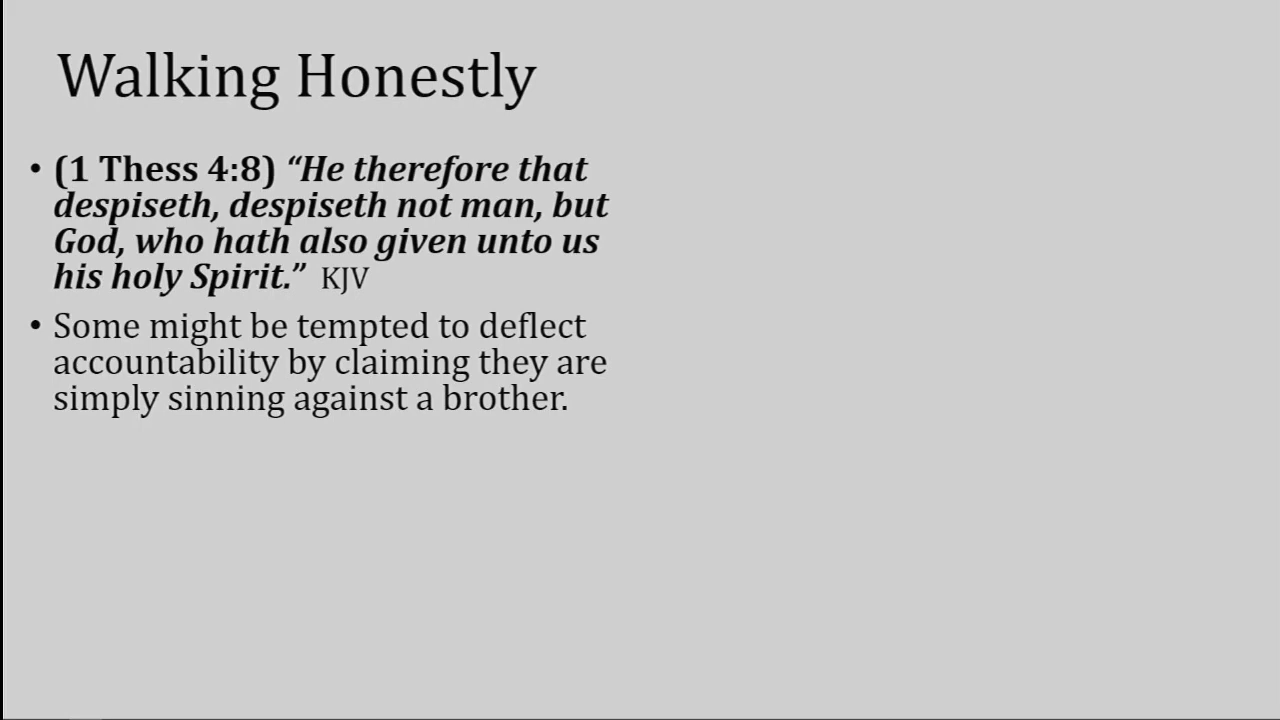 Walking Honestly
• (1 Thess 4:8) “He therefore that
despiseth, despiseth not man, but
God, who hath also given unto us
his holy Spirit.” KJV
• Some might be tempted to deflect
accountability by claiming they are
simply sinning against a brother.